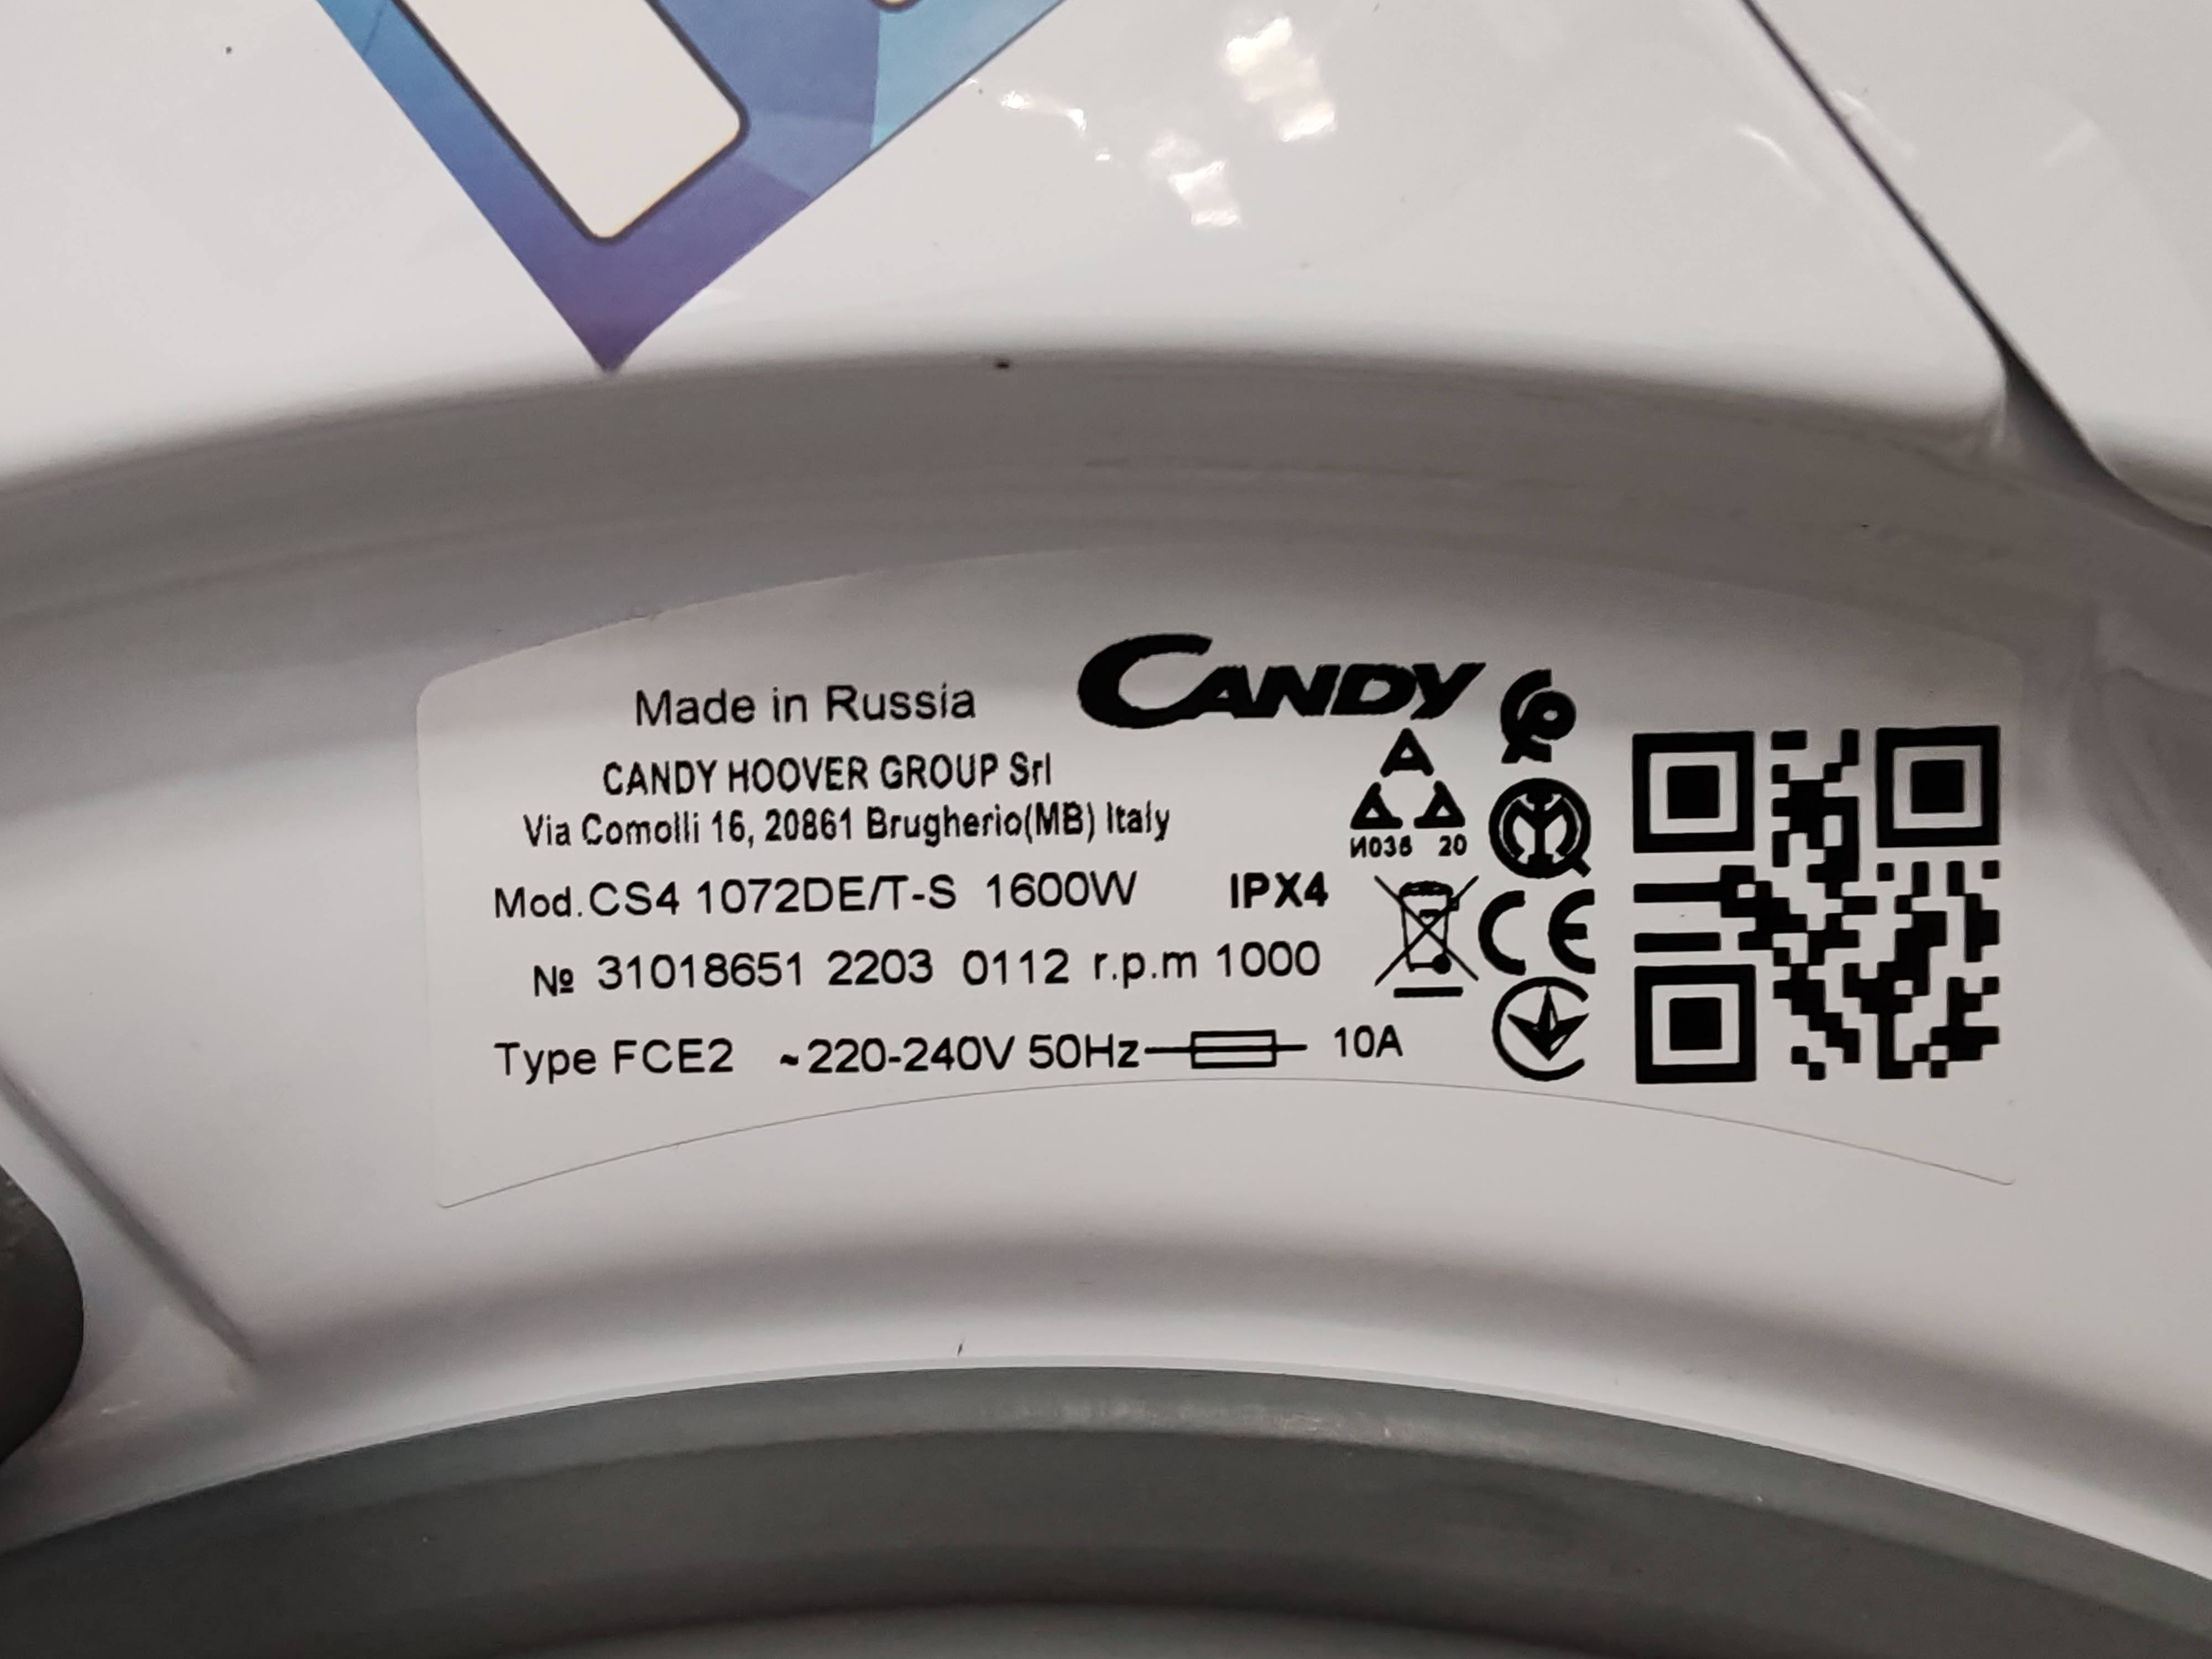 Made in Russia CANDY
CANDY HOOVER GROUP Srl
Via Comolli 16, 20861 Brugherio(MB) Italy
И036 20
Mod.CS4 1072DE/T-S 1600W IPX4
CE
№ 31018651 2203 0112 r.p.m 1000
Type FCE2 ~220-240V 50Hz 10A